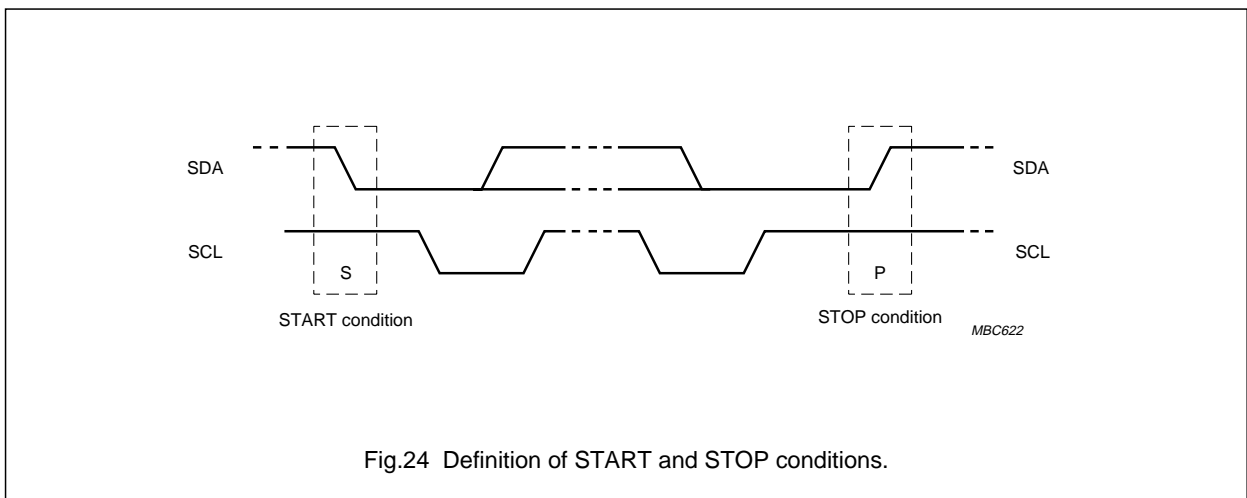 SDA SDA
SCL SCL
S P
START condition STOP condition
MBC622
Fig.24 Definition of START and STOP conditions.